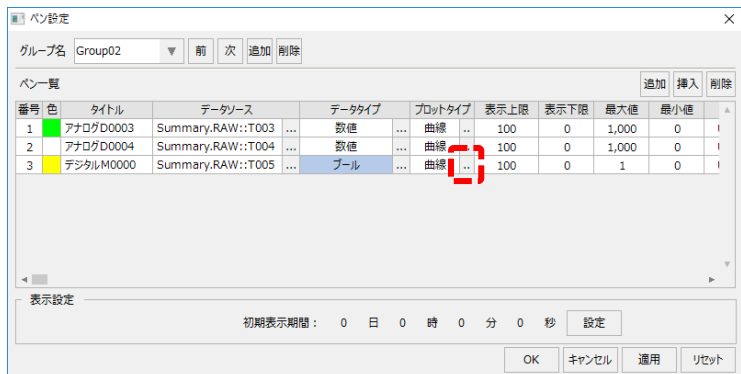 ペン設定
グループ名 Group02 前 次 追加 削除
ペン一覧 追加 挿入 削除
番号 色 タイトル データソース データタイプ プロットタイプ 表示上限 表示下限 最大値 最小値
1 アナログD0003 Summary.RAW::T003 ... 数値 ... 曲線 .. 100 0 1,000 0
2 アナログD0004 Summary.RAW::T004 ... 数値 ... 曲線 .. 100 0 1,000 0
3 デジタルM0000 Summary.RAW::T005 ... ブール ... 曲線 .. 100 0 1 0
表示設定
初期表示期間： 0 日 0 時 0 分 0 秒 設定
OK キャンセル 適用 リセット